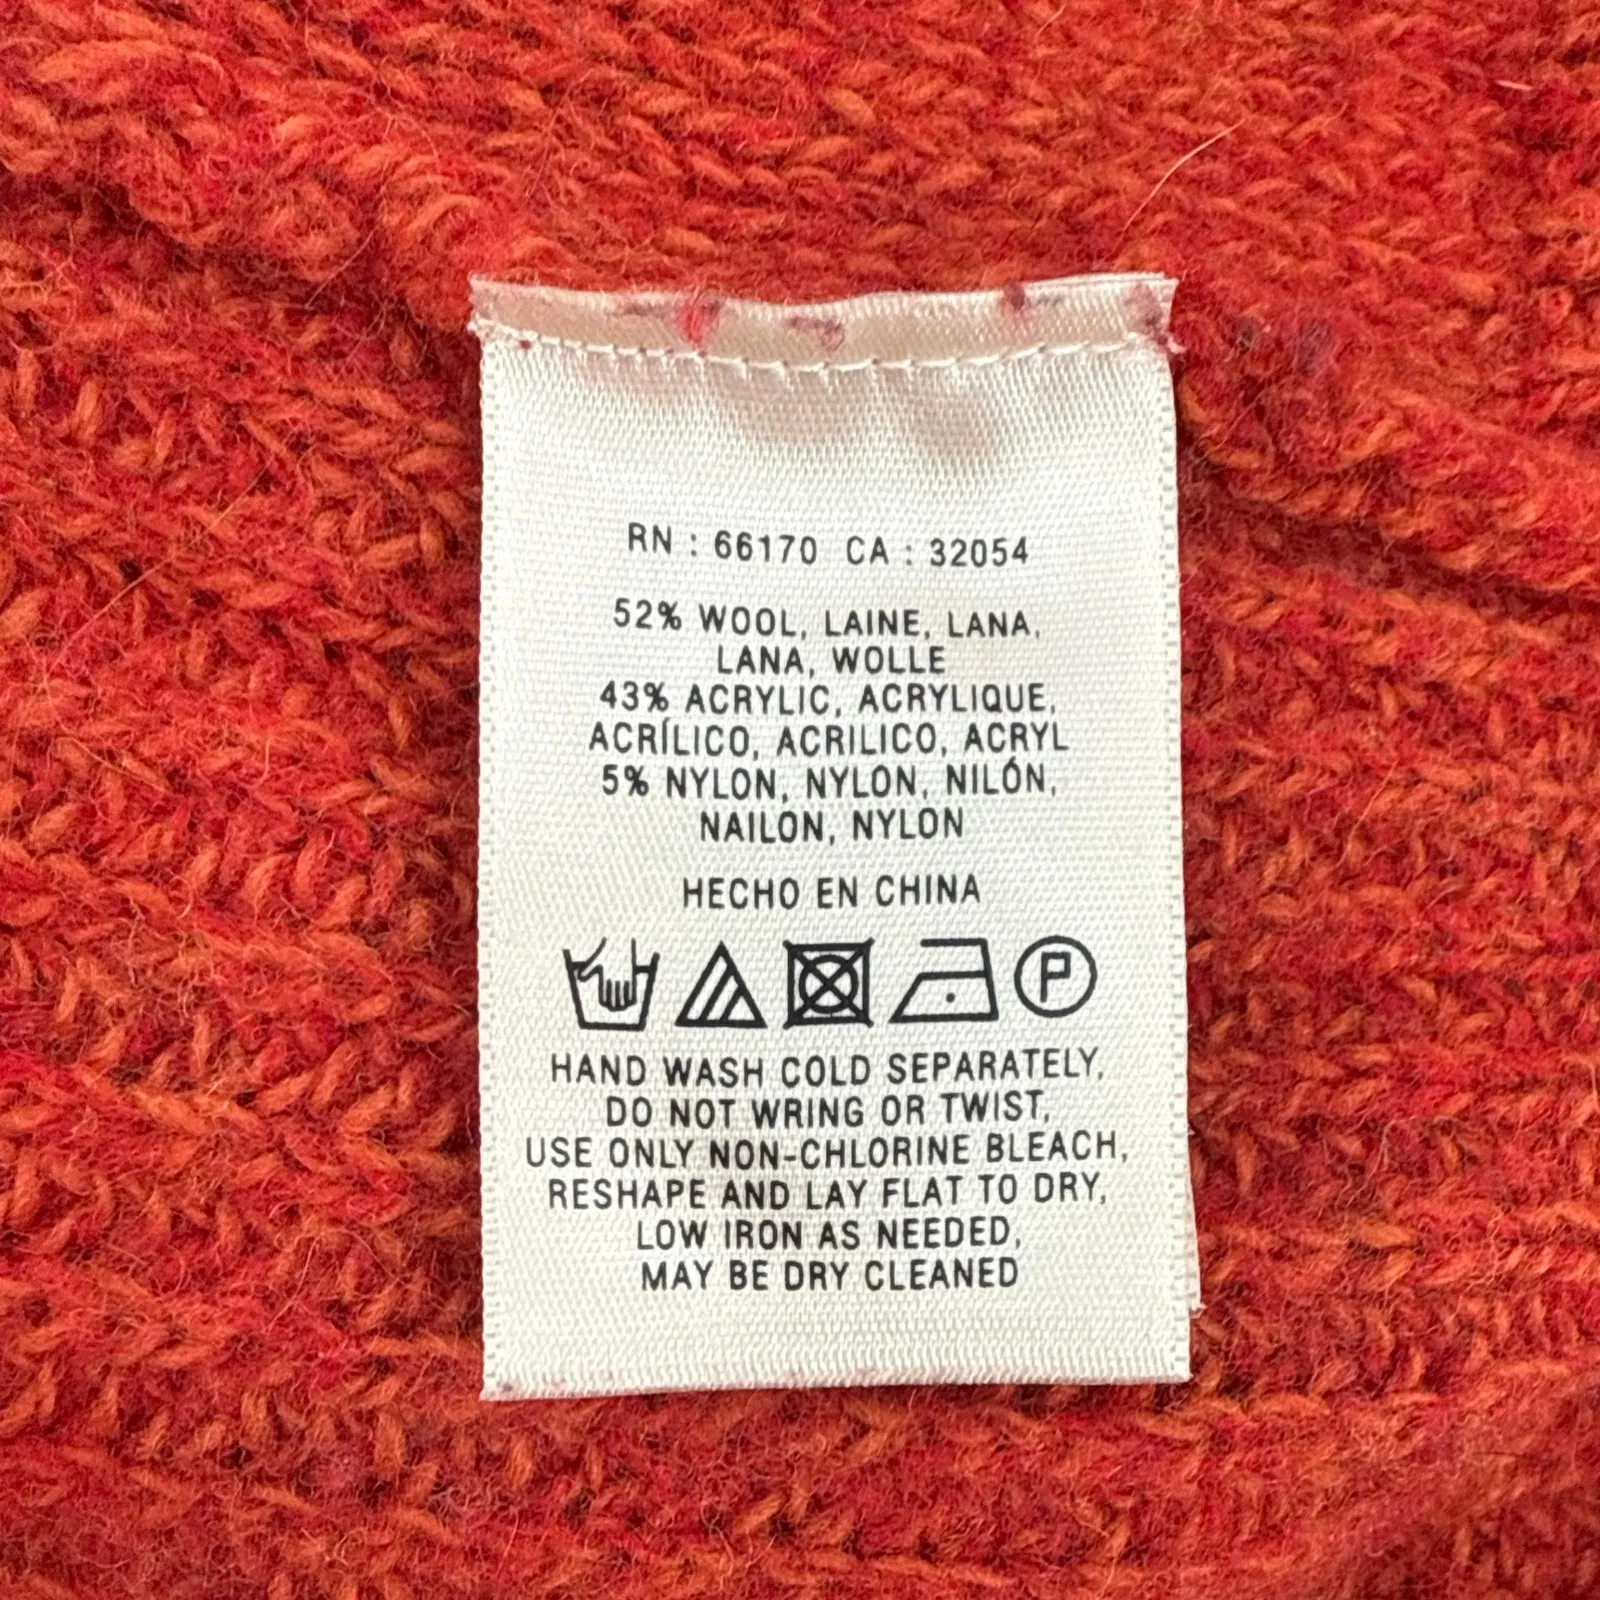 RN : 66170 CA : 32054
52% WOOL, LAINE, LANA,
LANA, WOLLE
43% ACRYLIC, ACRYLIQUE,
ACRÍLICO, ACRILICO, ACRYL
5% NYLON, NYLON, NILÓN,
NAILON, NYLON
HECHO EN CHINA
P
HAND WASH COLD SEPARATELY,
DO NOT WRING OR TWIST,
USE ONLY NON-CHLORINE BLEACH,
RESHAPE AND LAY FLAT TO DRY,
LOW IRON AS NEEDED,
MAY BE DRY CLEANED